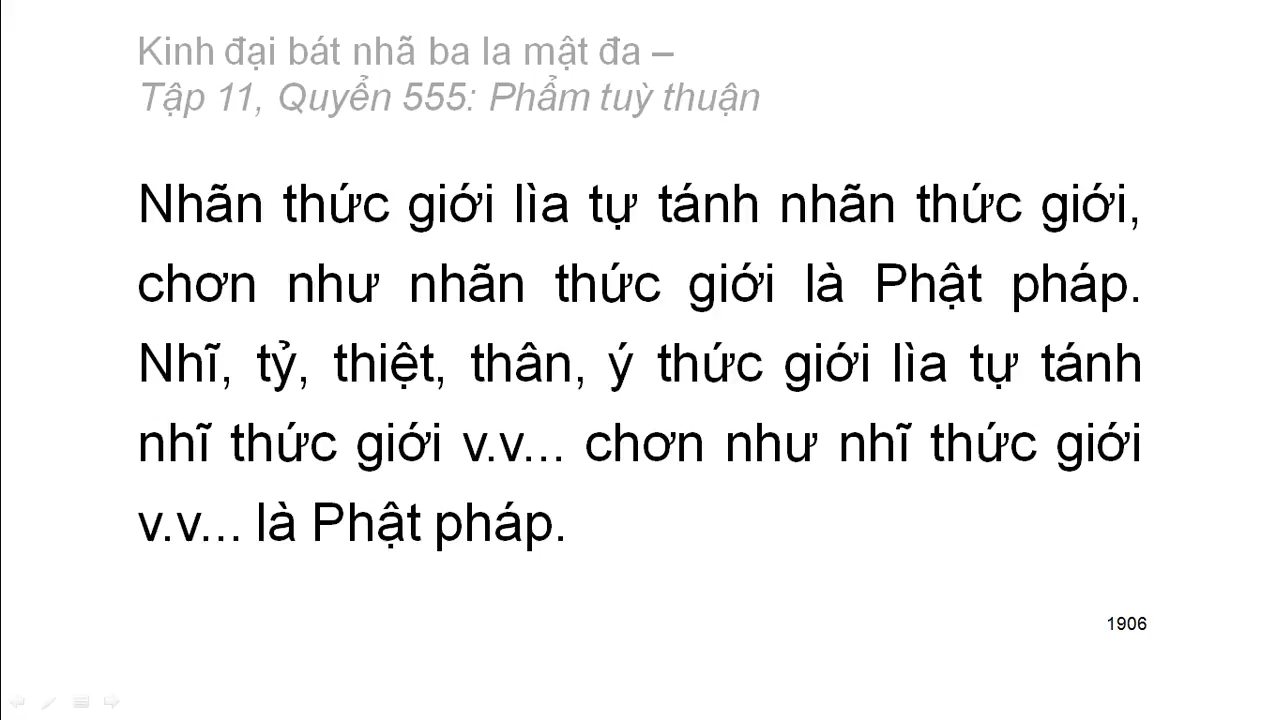 Kinh đại bát nhã ba la mật đa –
Tập 11, Quyển 555: Phẩm tuỳ thuận
Nhãn thức giới lìa tự tánh nhãn thức giới,
chơn như nhãn thức giới là Phật pháp.
Nhĩ, tỷ, thiệt, thân, ý thức giới lìa tự tánh
nhĩ thức giới v.v... chơn như nhĩ thức giới
v.v... là Phật pháp.
1906